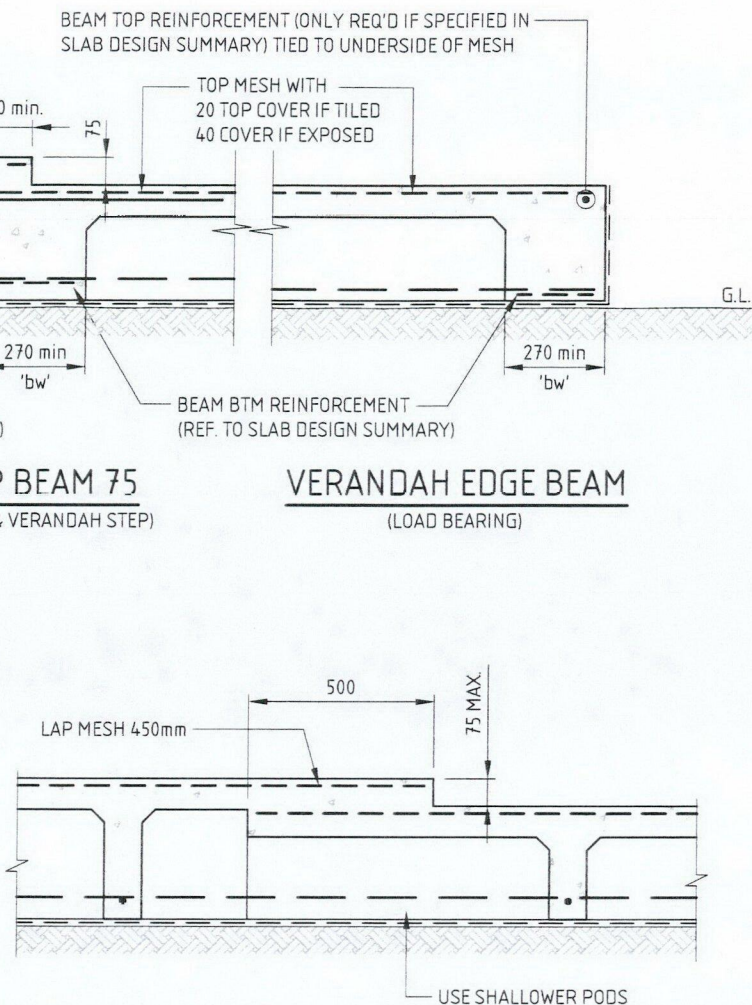 BEAM TOP REINFORCEMENT (ONLY REQ'D IF SPECIFIED IN
SLAB DESIGN SUMMARY) TIED TO UNDERSIDE OF MESH
TOP MESH WITH
20 TOP COVER IF TILED
40 COVER IF EXPOSED
0 min.
75
G.L.
270 min
'bw'
270 min
'bw'
BEAM BTM REINFORCEMENT
(REF. TO SLAB DESIGN SUMMARY)
)
BEAM 75
VERANDAH STEP)
VERANDAH EDGE BEAM
(LOAD BEARING)
500
75 MAX.
LAP MESH 450mm
USE SHALLOWER PODS